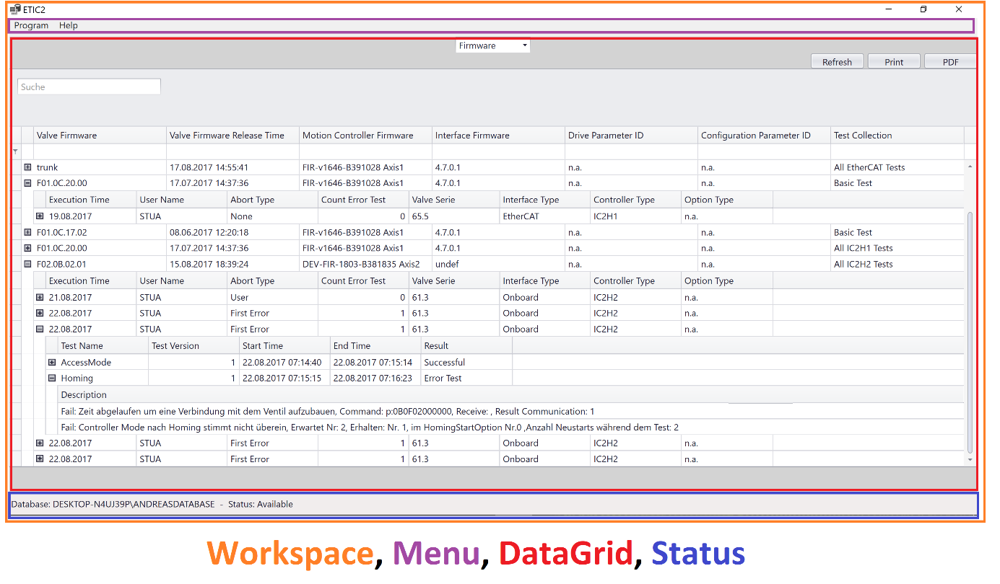 ETIC2
Program Help
Firmware
Refresh Print PDF
Suche
Valve Firmware Valve Firmware Release Time Motion Controller Firmware Interface Firmware Drive Parameter ID Configuration Parameter ID Test Collection
trunk 17.08.2017 14:55:41 FIR-v1646-B391028 Axis1 4.7.0.1 n.a. n.a. All EtherCAT Tests
F01.0C.20.00 17.07.2017 14:37:36 FIR-v1646-B391028 Axis1 4.7.0.1 n.a. n.a. Basic Test
Execution Time User Name Abort Type Count Error Test Valve Serie Interface Type Controller Type Option Type
19.08.2017 STUA None 0 65.5 EtherCAT IC2H1 n.a.
F01.0C.17.02 08.06.2017 12:20:18 FIR-v1646-B391028 Axis1 4.7.0.1 n.a. n.a. Basic Test
F01.0C.20.00 17.07.2017 14:37:36 FIR-v1646-B391028 Axis1 4.7.0.1 n.a. n.a. All IC2H1 Tests
F02.0B.02.01 15.08.2017 18:39:24 DEV-FIR-1803-B381835 Axis2 undef n.a. n.a. All IC2H2 Tests
Execution Time User Name Abort Type Count Error Test Valve Serie Interface Type Controller Type Option Type
21.08.2017 STUA User 0 61.3 Onboard IC2H2 n.a.
22.08.2017 STUA First Error 1 61.3 Onboard IC2H2 n.a.
22.08.2017 STUA First Error 1 61.3 Onboard IC2H2 n.a.
Test Name Test Version Start Time End Time Result
AccessMode 1 22.08.2017 07:14:40 22.08.2017 07:15:14 Successful
Homing 1 22.08.2017 07:15:15 22.08.2017 07:16:23 Error Test
Description
Fail: Zeit abgelaufen um eine Verbindung mit dem Ventil aufzubauen, Command: p:0B0F02000000, Receive: , Result Communication: 1
Fail: Controller Mode nach Homing stimmt nicht überein, Erwartet Nr: 2, Erhalten: Nr. 1, im HomingStartOption Nr.0 ,Anzahl Neustarts während dem Test: 2
22.08.2017 STUA First Error 1 61.3 Onboard IC2H2 n.a.
22.08.2017 STUA First Error 1 61.3 Onboard IC2H2 n.a.
Database: DESKTOP-N4UJ39P\ANDREASDATABASE - Status: Available
Workspace, Menu, DataGrid, Status